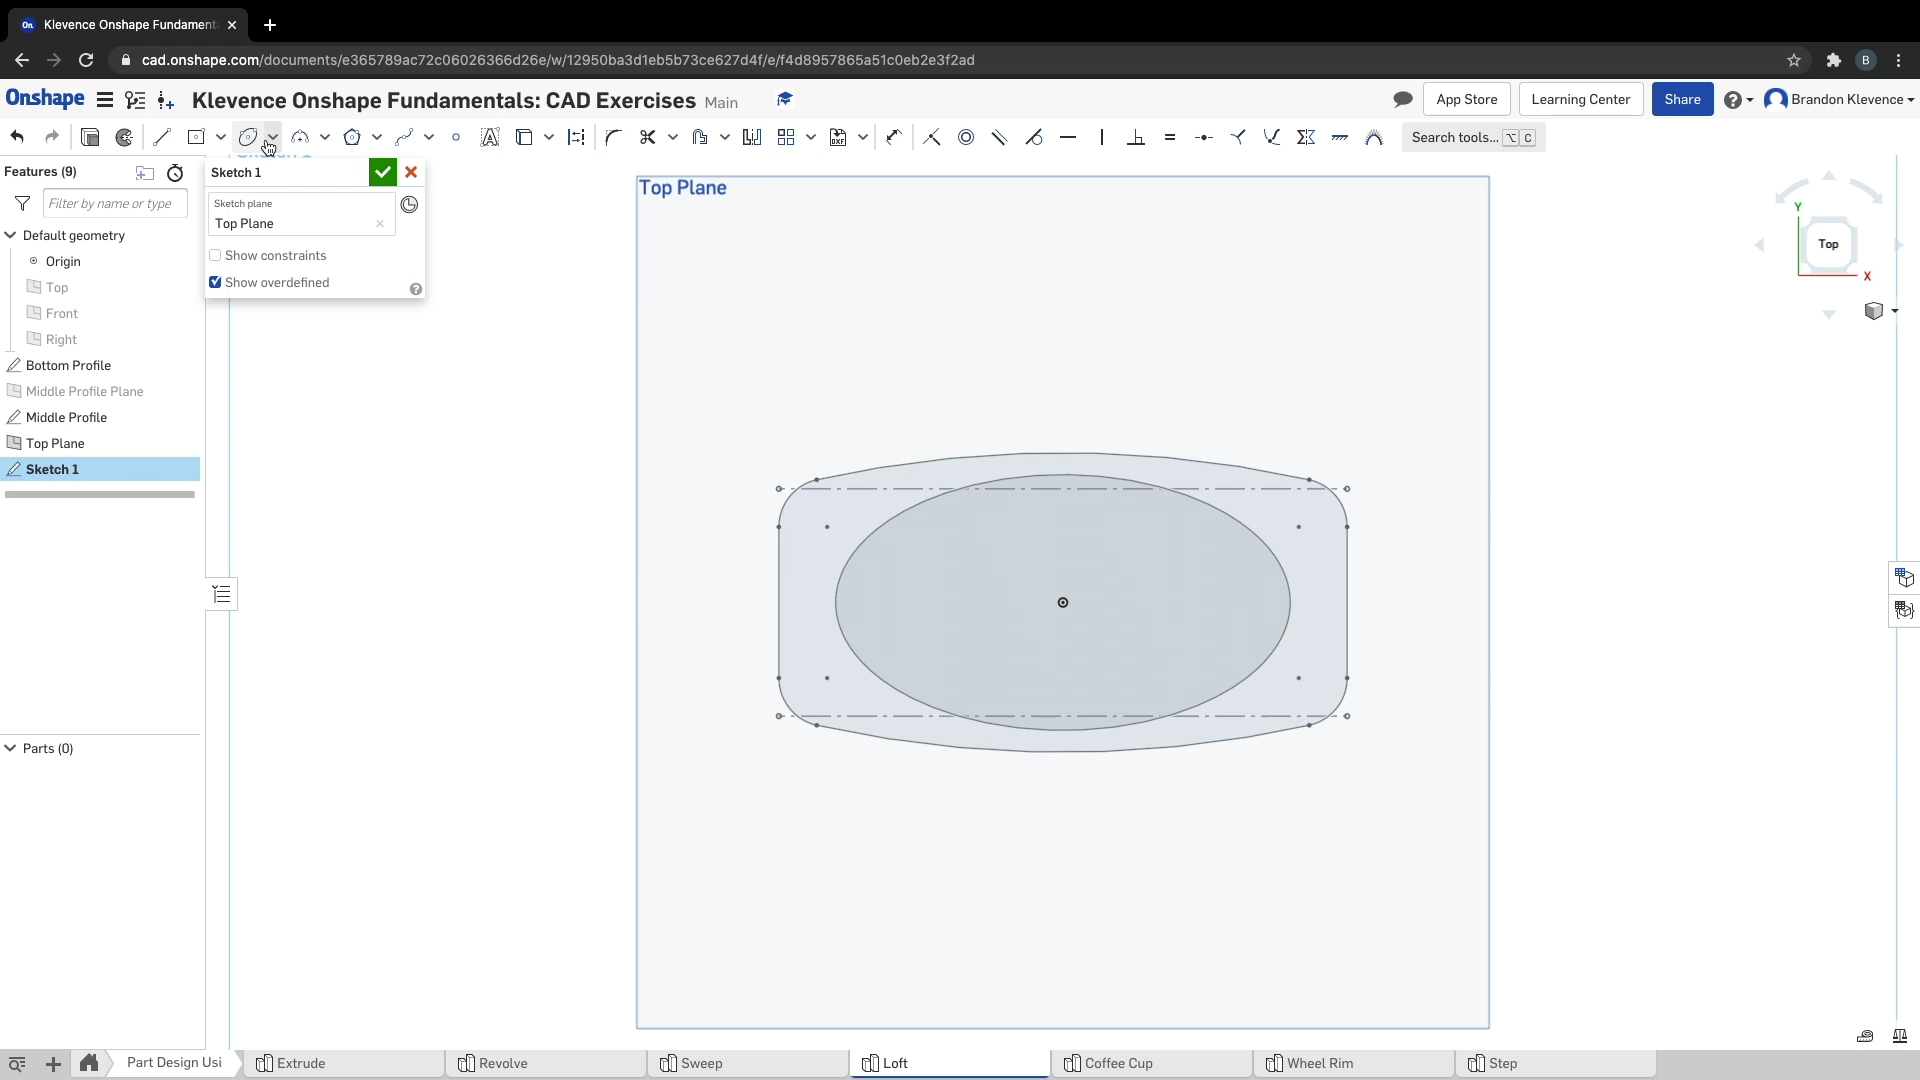 Klevence Onshape Fundament
cad.onshape.com/documents/e365789ac72c06026366d26e/w/12950ba3d1eb5b73ce627d4f/e/f4d8957865a51c0eb2e3f2ad
B
Onshape
Klevence Onshape Fundamentals: CAD Exercises Main
App Store
Learning Center
Share
Brandon Klevence
Search tools... ⌥ C
Features (9)
Filter by name or type
Default geometry
Origin
Top
Front
Right
Bottom Profile
Middle Profile Plane
Middle Profile
Top Plane
Sketch 1
Parts (0)
Sketch 1
Sketch plane
Top Plane
Show constraints
Show overdefined
Top Plane
Y
Top
X
Part Design Usi
Extrude
Revolve
Sweep
Loft
Coffee Cup
Wheel Rim
Step